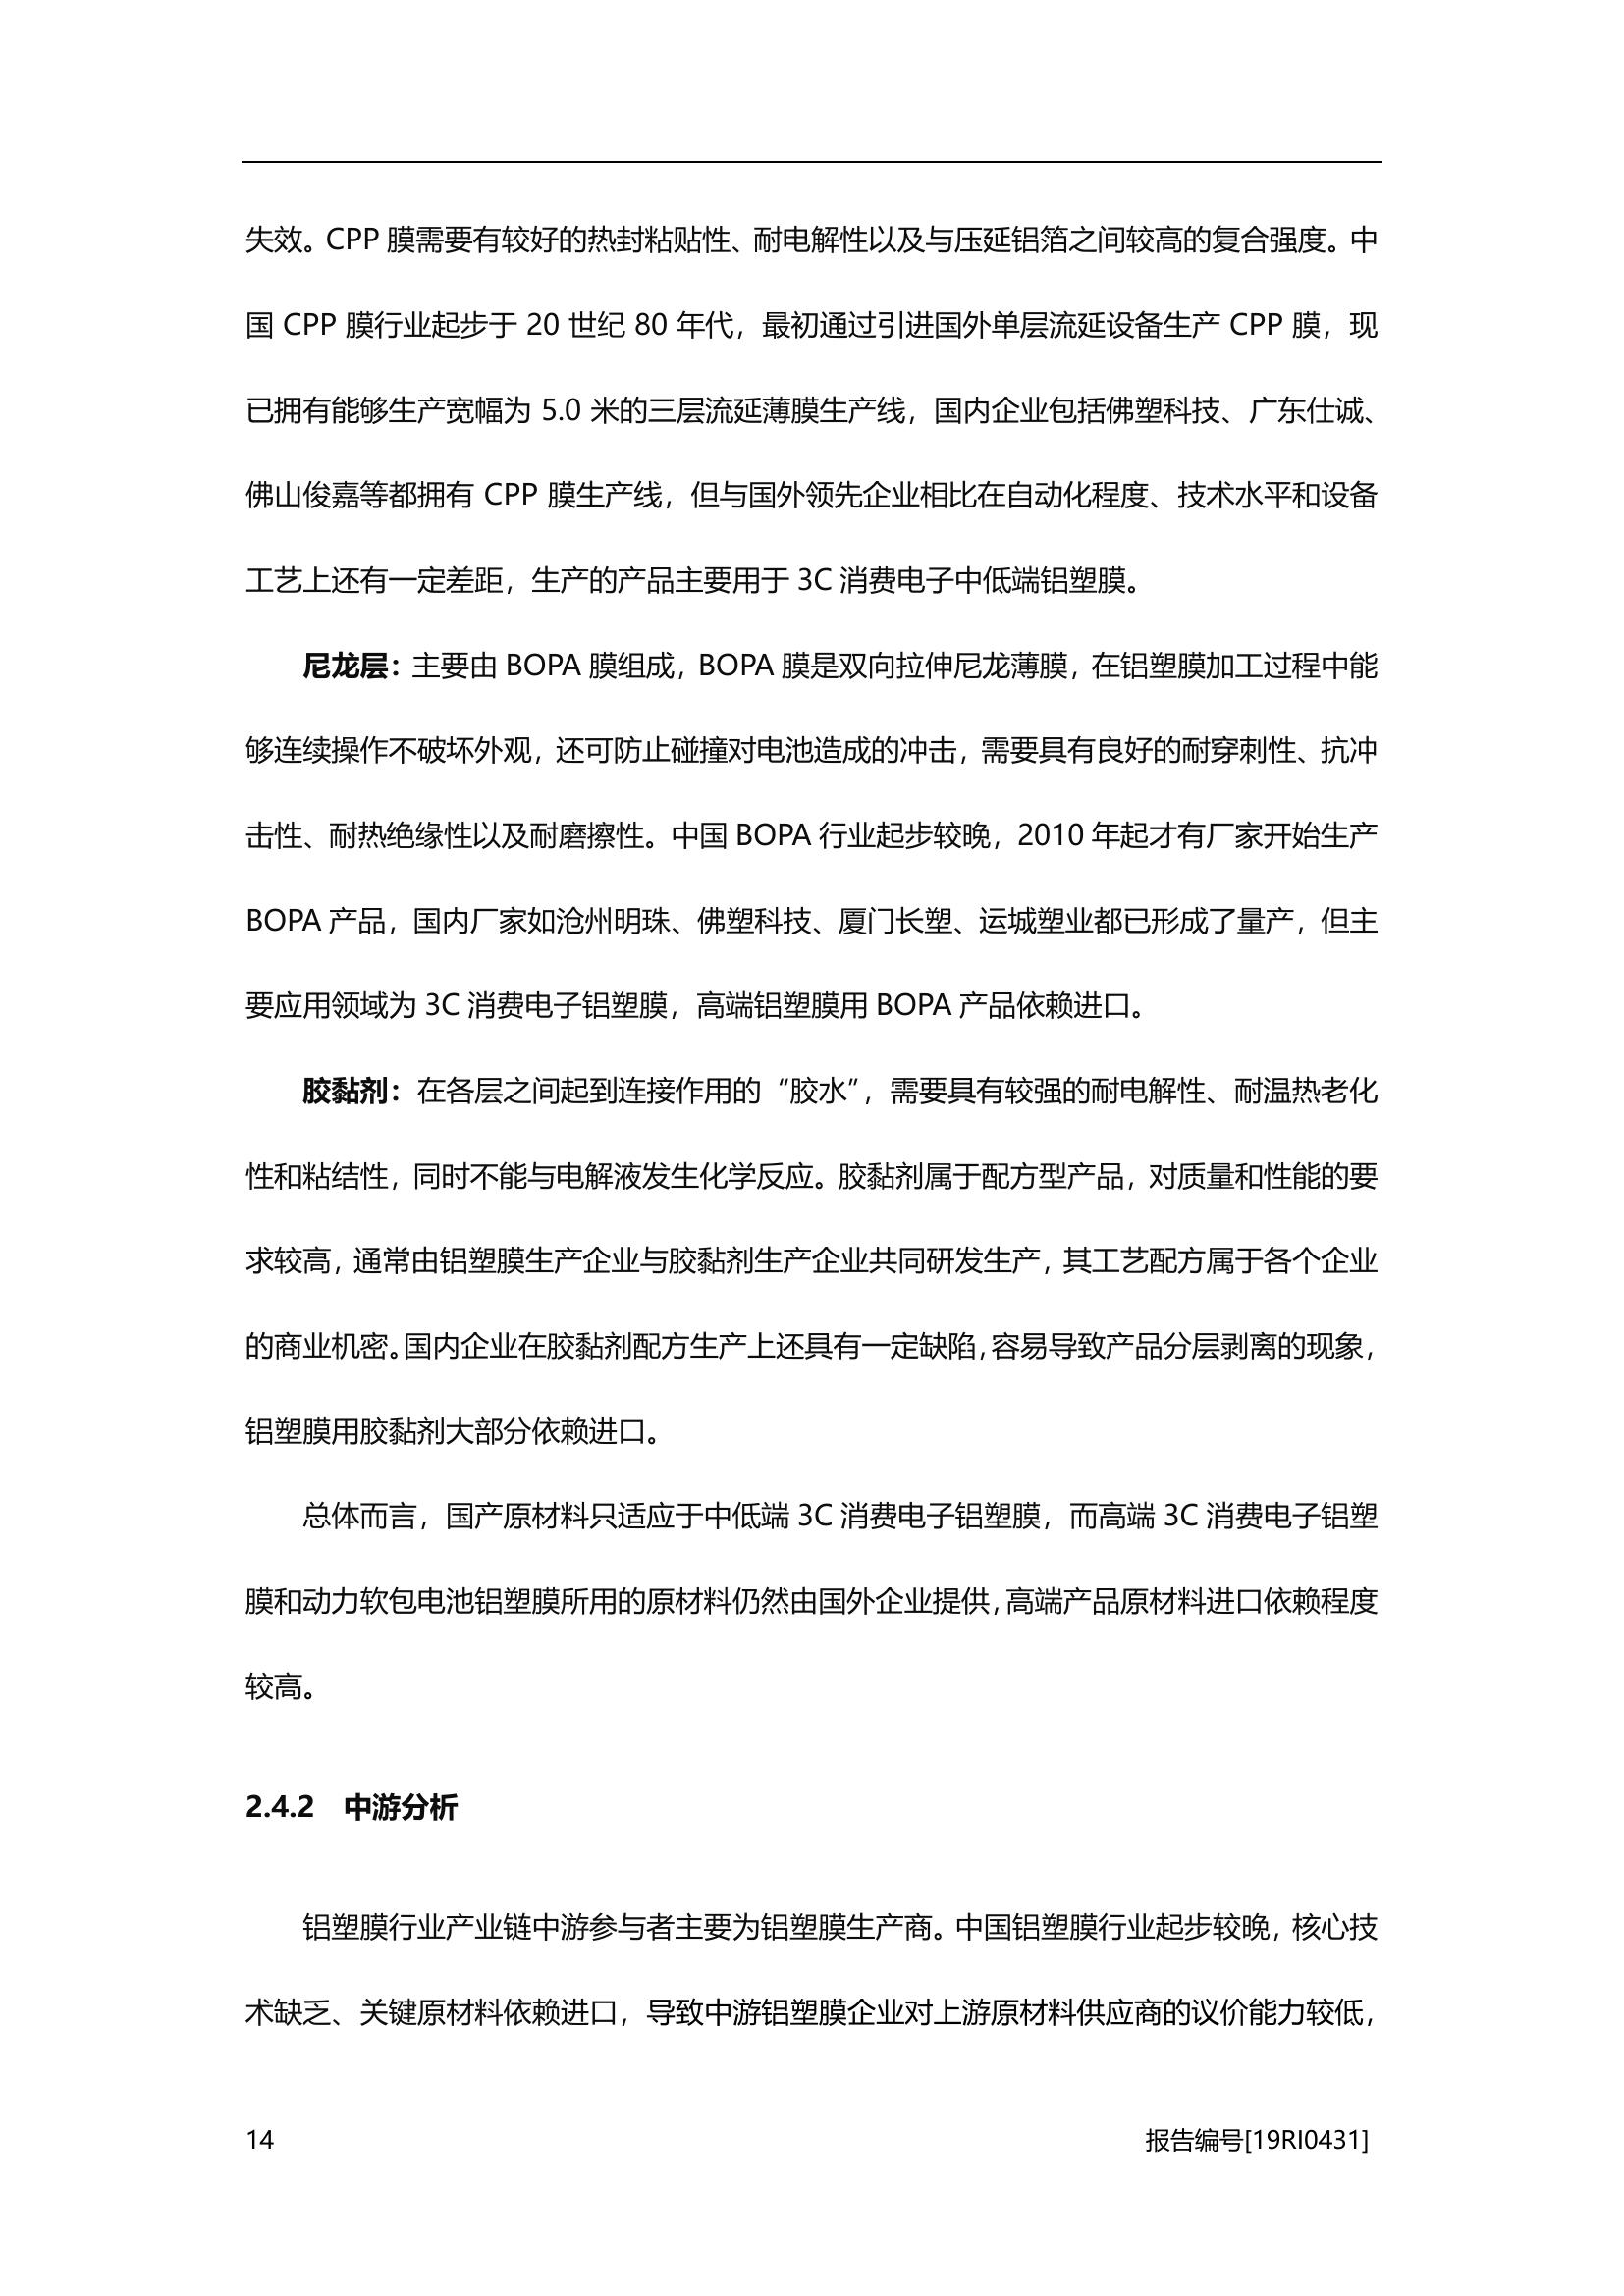 失效。CPP 膜需要有较好的热封粘贴性、耐电解性以及与压延铝箔之间较高的复合强度。中
国 CPP 膜行业起步于 20 世纪 80 年代，最初通过引进国外单层流延设备生产 CPP 膜，现
已拥有能够生产宽幅为 5.0 米的三层流延薄膜生产线，国内企业包括佛塑科技、广东仕诚、
佛山俊嘉等都拥有 CPP 膜生产线，但与国外领先企业相比在自动化程度、技术水平和设备
工艺上还有一定差距，生产的产品主要用于 3C 消费电子中低端铝塑膜。
尼龙层：主要由 BOPA 膜组成，BOPA 膜是双向拉伸尼龙薄膜，在铝塑膜加工过程中能
够连续操作不破坏外观，还可防止碰撞对电池造成的冲击，需要具有良好的耐穿刺性、抗冲
击性、耐热绝缘性以及耐磨擦性。中国 BOPA 行业起步较晚，2010 年起才有厂家开始生产
BOPA 产品，国内厂家如沧州明珠、佛塑科技、厦门长塑、运城塑业都已形成了量产，但主
要应用领域为 3C 消费电子铝塑膜，高端铝塑膜用 BOPA 产品依赖进口。
胶黏剂：在各层之间起到连接作用的“胶水”，需要具有较强的耐电解性、耐温热老化
性和粘结性，同时不能与电解液发生化学反应。胶黏剂属于配方型产品，对质量和性能的要
求较高，通常由铝塑膜生产企业与胶黏剂生产企业共同研发生产，其工艺配方属于各个企业
的商业机密。国内企业在胶黏剂配方生产上还具有一定缺陷，容易导致产品分层剥离的现象，
铝塑膜用胶黏剂大部分依赖进口。
总体而言，国产原材料只适应于中低端 3C 消费电子铝塑膜，而高端 3C 消费电子铝塑
膜和动力软包电池铝塑膜所用的原材料仍然由国外企业提供，高端产品原材料进口依赖程度
较高。
2.4.2 中游分析
铝塑膜行业产业链中游参与者主要为铝塑膜生产商。中国铝塑膜行业起步较晚，核心技
术缺乏、关键原材料依赖进口，导致中游铝塑膜企业对上游原材料供应商的议价能力较低，
14 报告编号[19RI0431]